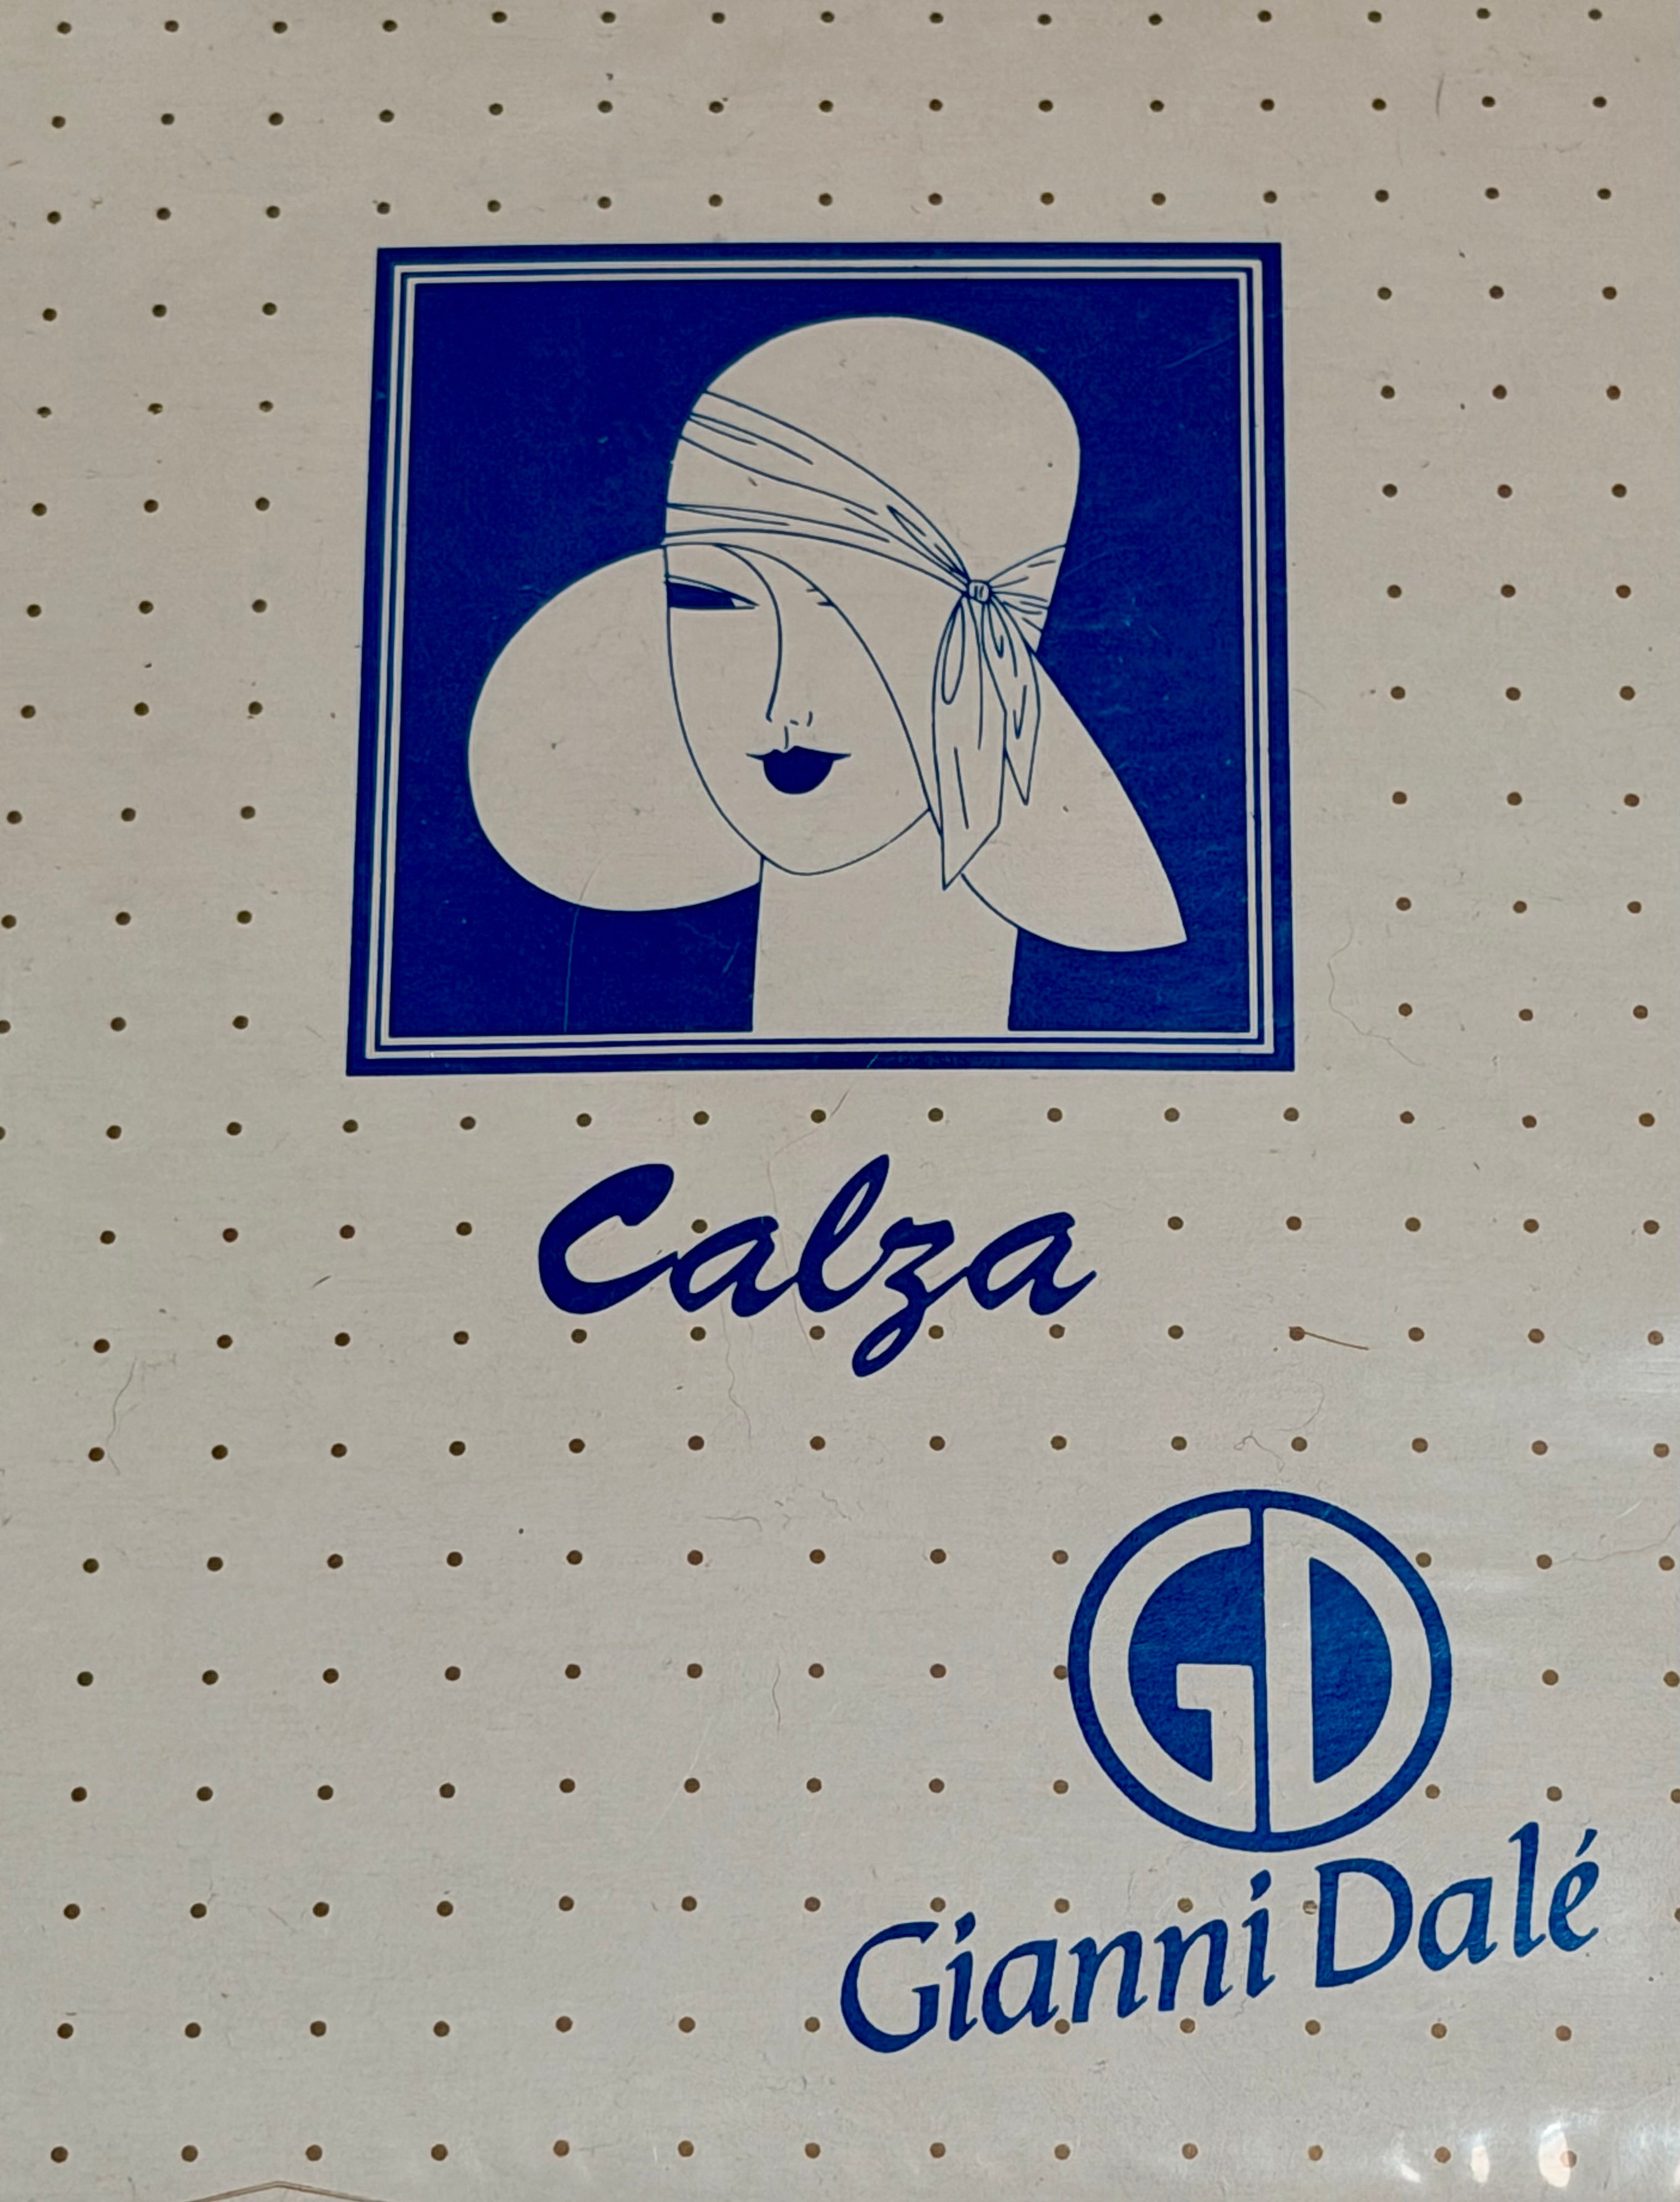 Calza
GD
Gianni Dalé